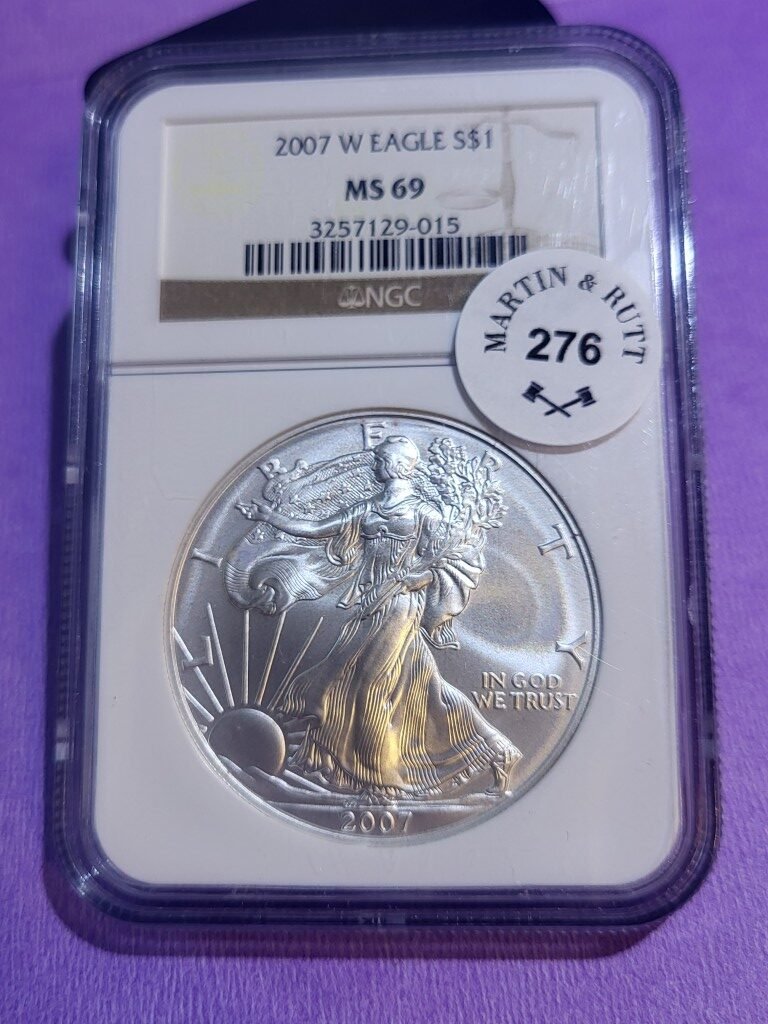 2007 W EAGLE S$1
MS 69
3257129-015
NGC
MARTIN & RUTT
276
LIBERTY
IN GOD
WE TRUST
2007